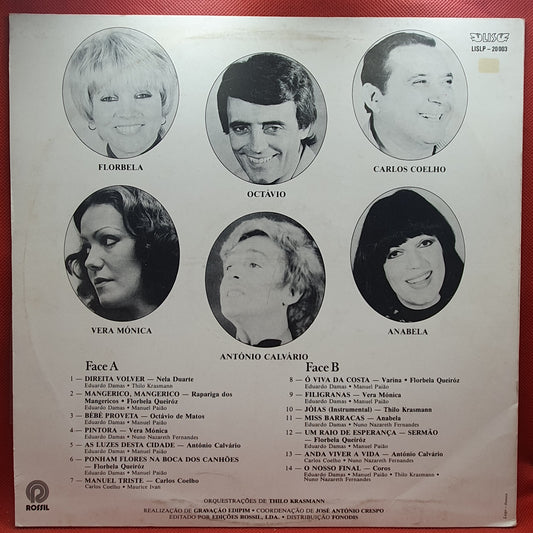 ULISU
LISLP – 20 003
FLORBELA
OCTÁVIO
CARLOS COELHO
VERA MÓNICA
ANTÓNIO CALVÁRIO
ANABELA
Face A
1 — DIREITA VOLVER — Nela Duarte
Eduardo Damas • Thilo Krasmann
2 — MANGERICO, MANGERICO — Rapariga dos
Mangericos • Florbela Queiróz
Eduardo Damas • Manuel Paião
3 — BÉBÉ PROVETA — Octávio de Matos
Eduardo Damas • Manuel Paião
4 — PINTORA — Vera Mónica
Eduardo Damas • Nuno Nazareth Fernandes
5 — AS LUZES DESTA CIDADE — António Calvário
Eduardo Damas • Manuel Paião
6 — PONHAM FLORES NA BOCA DOS CANHÕES
— Florbela Queiróz
Eduardo Damas • Manuel Paião
7 — MANUEL TRISTE — Carlos Coelho
Carlos Coelho • Maurice Ivan
Face B
8 — Ó VIVA DA COSTA — Varina • Florbela Queiróz
Eduardo Damas • Manuel Paião
9 — FILIGRANAS — Vera Mónica
Eduardo Damas • Manuel Paião
10 — JÓIAS (Instrumental) — Thilo Krasmann
11 — MISS BARRACAS — Anabela
Eduardo Damas • Nuno Nazareth Fernandes
12 — UM RAIO DE ESPERANÇA — SERMÃO
— Florbela Queiróz
Eduardo Damas • Manuel Paião
13 — ANDA VIVER A VIDA — António Calvário
Carlos Coelho • Nuno Nazareth Fernandes
14 — O NOSSO FINAL — Coros
Eduardo Damas • Manuel Paião • Thilo Krasmann •
Nuno Nazareth Fernandes
ROSSIL
ORQUESTRAÇÕES DE THILO KRASMANN
REALIZAÇÃO DE GRAVAÇÃO EDIPIM • COORDENAÇÃO DE JOSÉ ANTÓNIO CRESPO
EDITADO POR EDIÇÕES ROSSIL, LDA. • DISTRIBUIÇÃO FONODIS